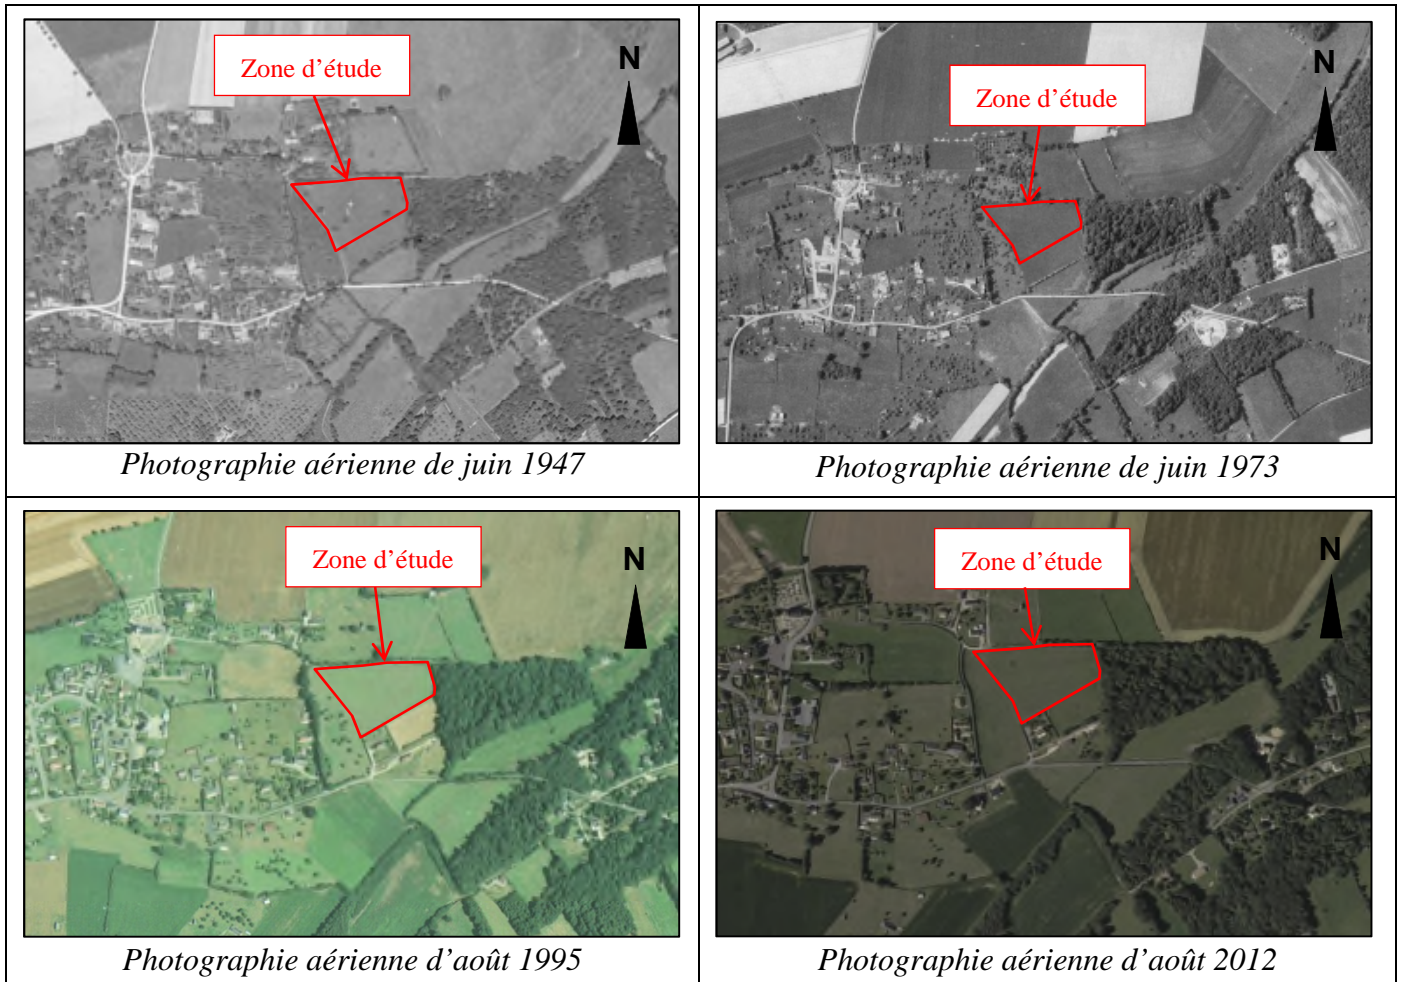 Zone d'étude
N
Photographie aérienne de juin 1947
Zone d'étude
N
Photographie aérienne de juin 1973
Zone d'étude
N
Photographie aérienne d'août 1995
Zone d'étude
N
Photographie aérienne d'août 2012